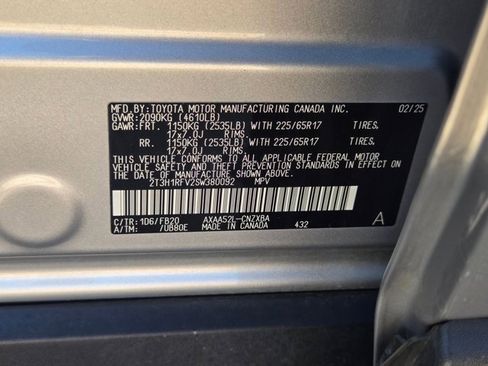 MFD. BY: TOYOTA MOTOR MANUFACTURING CANADA INC. 02/25
GVWR: 2090KG (4610LB)
GAWR: FRT. 1150KG (2535LB) WITH 225/65R17 TIRES,
17x7.0J RIMS,
RR. 1150KG (2535LB) WITH 225/65R17 TIRES,
17x7.0J RIMS,
THIS VEHICLE CONFORMS TO ALL APPLICABLE FEDERAL MOTOR
VEHICLE SAFETY, BUMPER, AND THEFT PREVENTION
STANDARDS IN EFFECT ON THE DATE OF MANUFACTURE SHOWN ABOVE.
2T3H1RFV2SW380092 MPV
C/TR: 1D6/FB20 AXAA52L-CNZXBA A
A/TM: /UB80E MADE IN CANADA 432